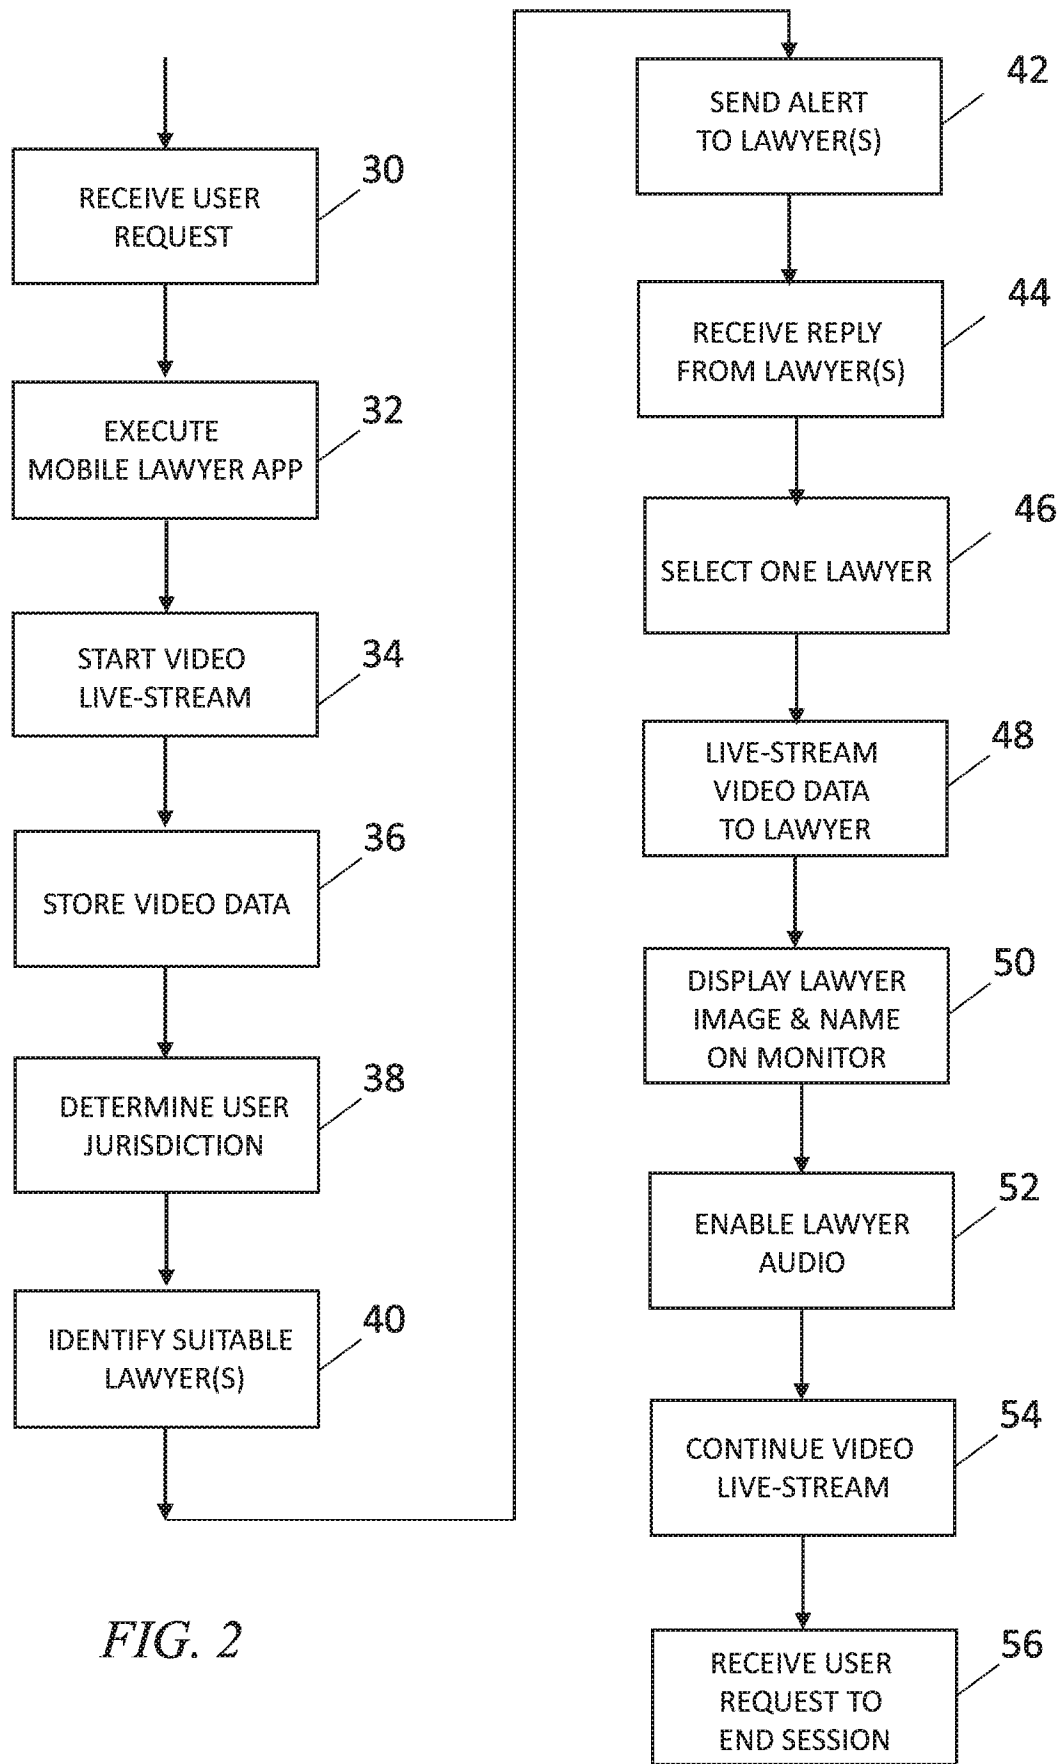 RECEIVE USER
REQUEST
30
EXECUTE
MOBILE LAWYER APP
32
START VIDEO
LIVE-STREAM
34
STORE VIDEO DATA
36
DETERMINE USER
JURISDICTION
38
IDENTIFY SUITABLE
LAWYER(S)
40
SEND ALERT
TO LAWYER(S)
42
RECEIVE REPLY
FROM LAWYER(S)
44
SELECT ONE LAWYER
46
LIVE-STREAM
VIDEO DATA
TO LAWYER
48
DISPLAY LAWYER
IMAGE & NAME
ON MONITOR
50
ENABLE LAWYER
AUDIO
52
CONTINUE VIDEO
LIVE-STREAM
54
RECEIVE USER
REQUEST TO
END SESSION
56
FIG. 2